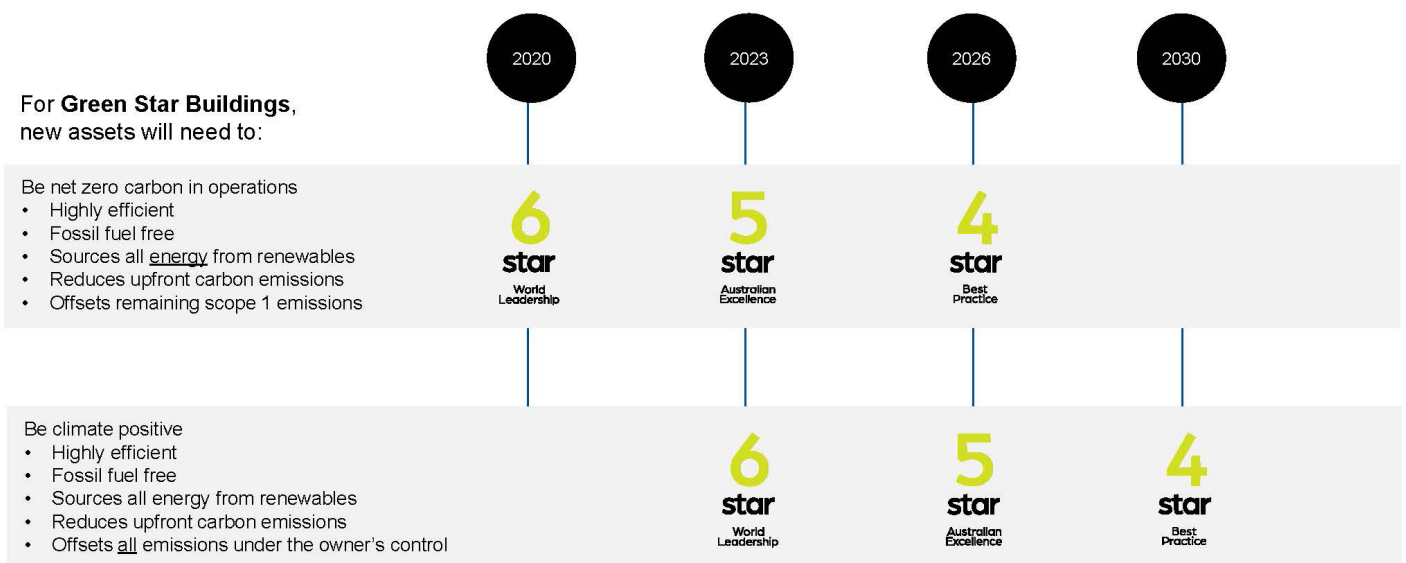 2020 2023 2026 2030
For Green Star Buildings,
new assets will need to:
Be net zero carbon in operations
• Highly efficient
• Fossil fuel free
• Sources all energy from renewables
• Reduces upfront carbon emissions
• Offsets remaining scope 1 emissions
6 5 4
star star star
World Australian Best
Leadership Excellence Practice
Be climate positive
• Highly efficient
• Fossil fuel free
• Sources all energy from renewables
• Reduces upfront carbon emissions
• Offsets all emissions under the owner's control
6 5 4
star star star
World Australian Best
Leadership Excellence Practice